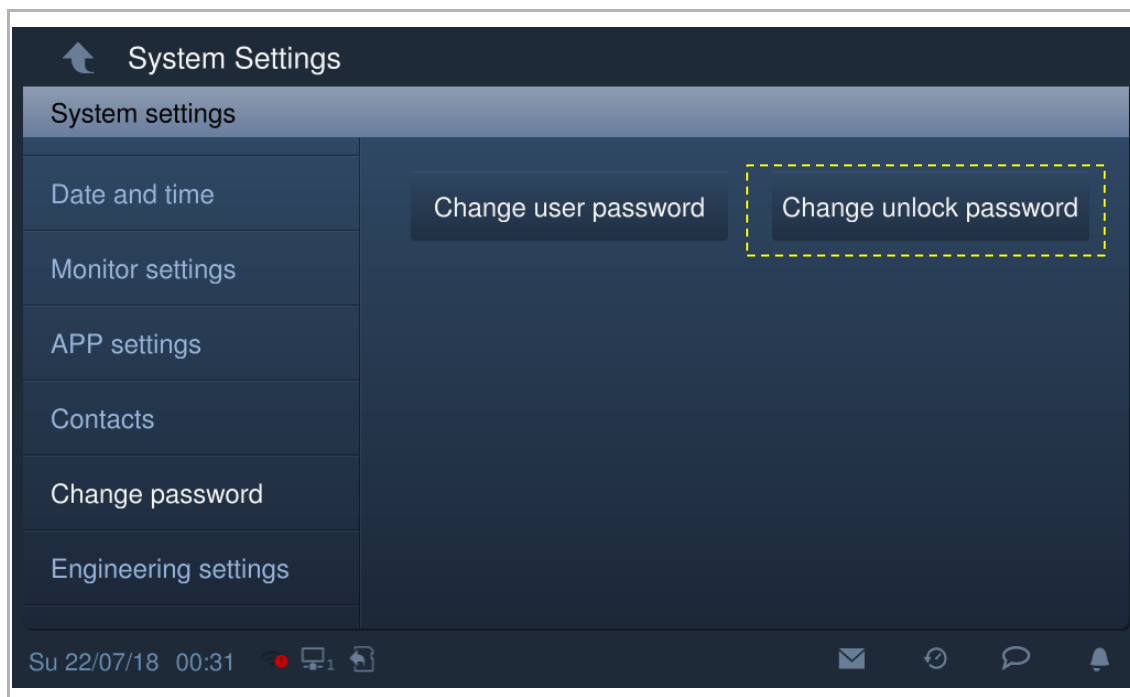 System Settings
System settings
Date and time
Change user password
Change unlock password
Monitor settings
APP settings
Contacts
Change password
Engineering settings
Su 22/07/18 00:31 1